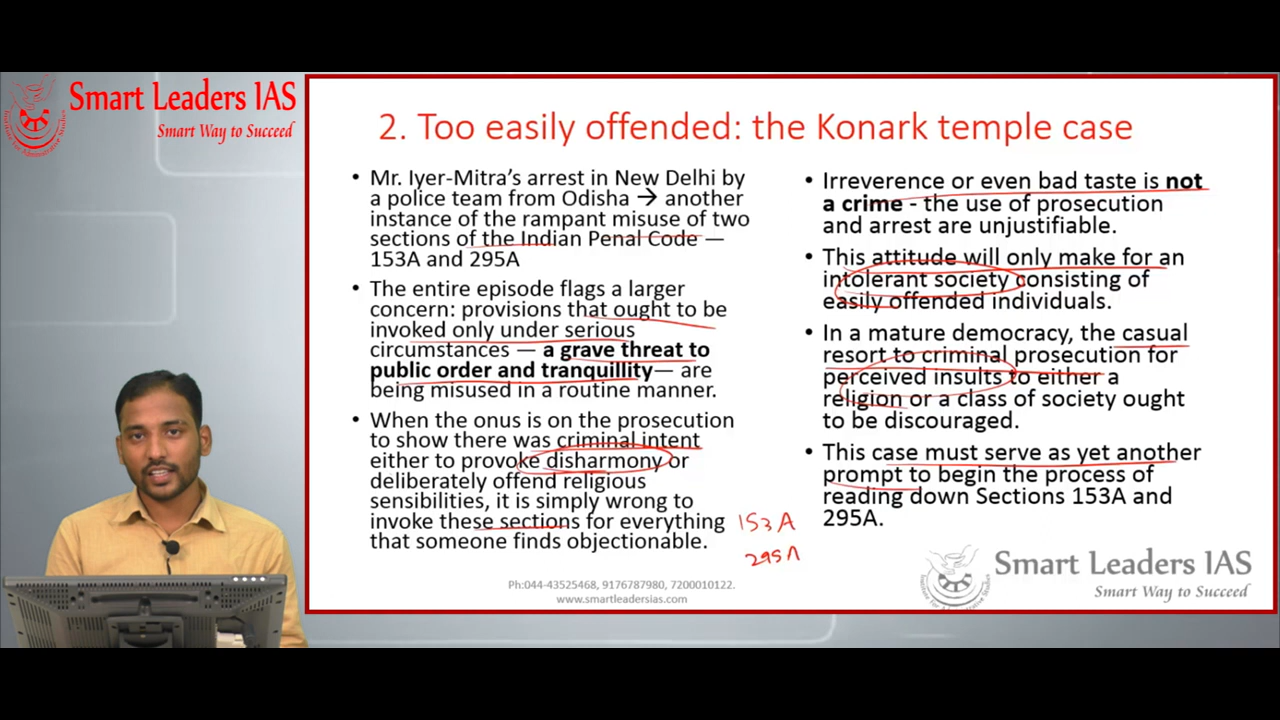 Smart Leaders IAS
Smart Way to Succeed
2. Too easily offended: the Konark temple case
• Mr. Iyer-Mitra's arrest in New Delhi by
a police team from Odisha → another
instance of the rampant misuse of two
sections of the Indian Penal Code —
153A and 295A
• The entire episode flags a larger
concern: provisions that ought to be
invoked only under serious
circumstances — a grave threat to
public order and tranquillity— are
being misused in a routine manner.
• When the onus is on the prosecution
to show there was criminal intent
either to provoke disharmony or
deliberately offend religious
sensibilities, it is simply wrong to
invoke these sections for everything
that someone finds objectionable.
• Irreverence or even bad taste is not
a crime - the use of prosecution
and arrest are unjustifiable.
• This attitude will only make for an
intolerant society consisting of
easily offended individuals.
• In a mature democracy, the casual
resort to criminal prosecution for
perceived insults to either a
religion or a class of society ought
to be discouraged.
• This case must serve as yet another
prompt to begin the process of
reading down Sections 153A and
295A.
153A
295A
Ph:044-43525468, 9176787980, 7200010122.
www.smartleadersias.com
Smart Leaders IAS
Smart Way to Succeed